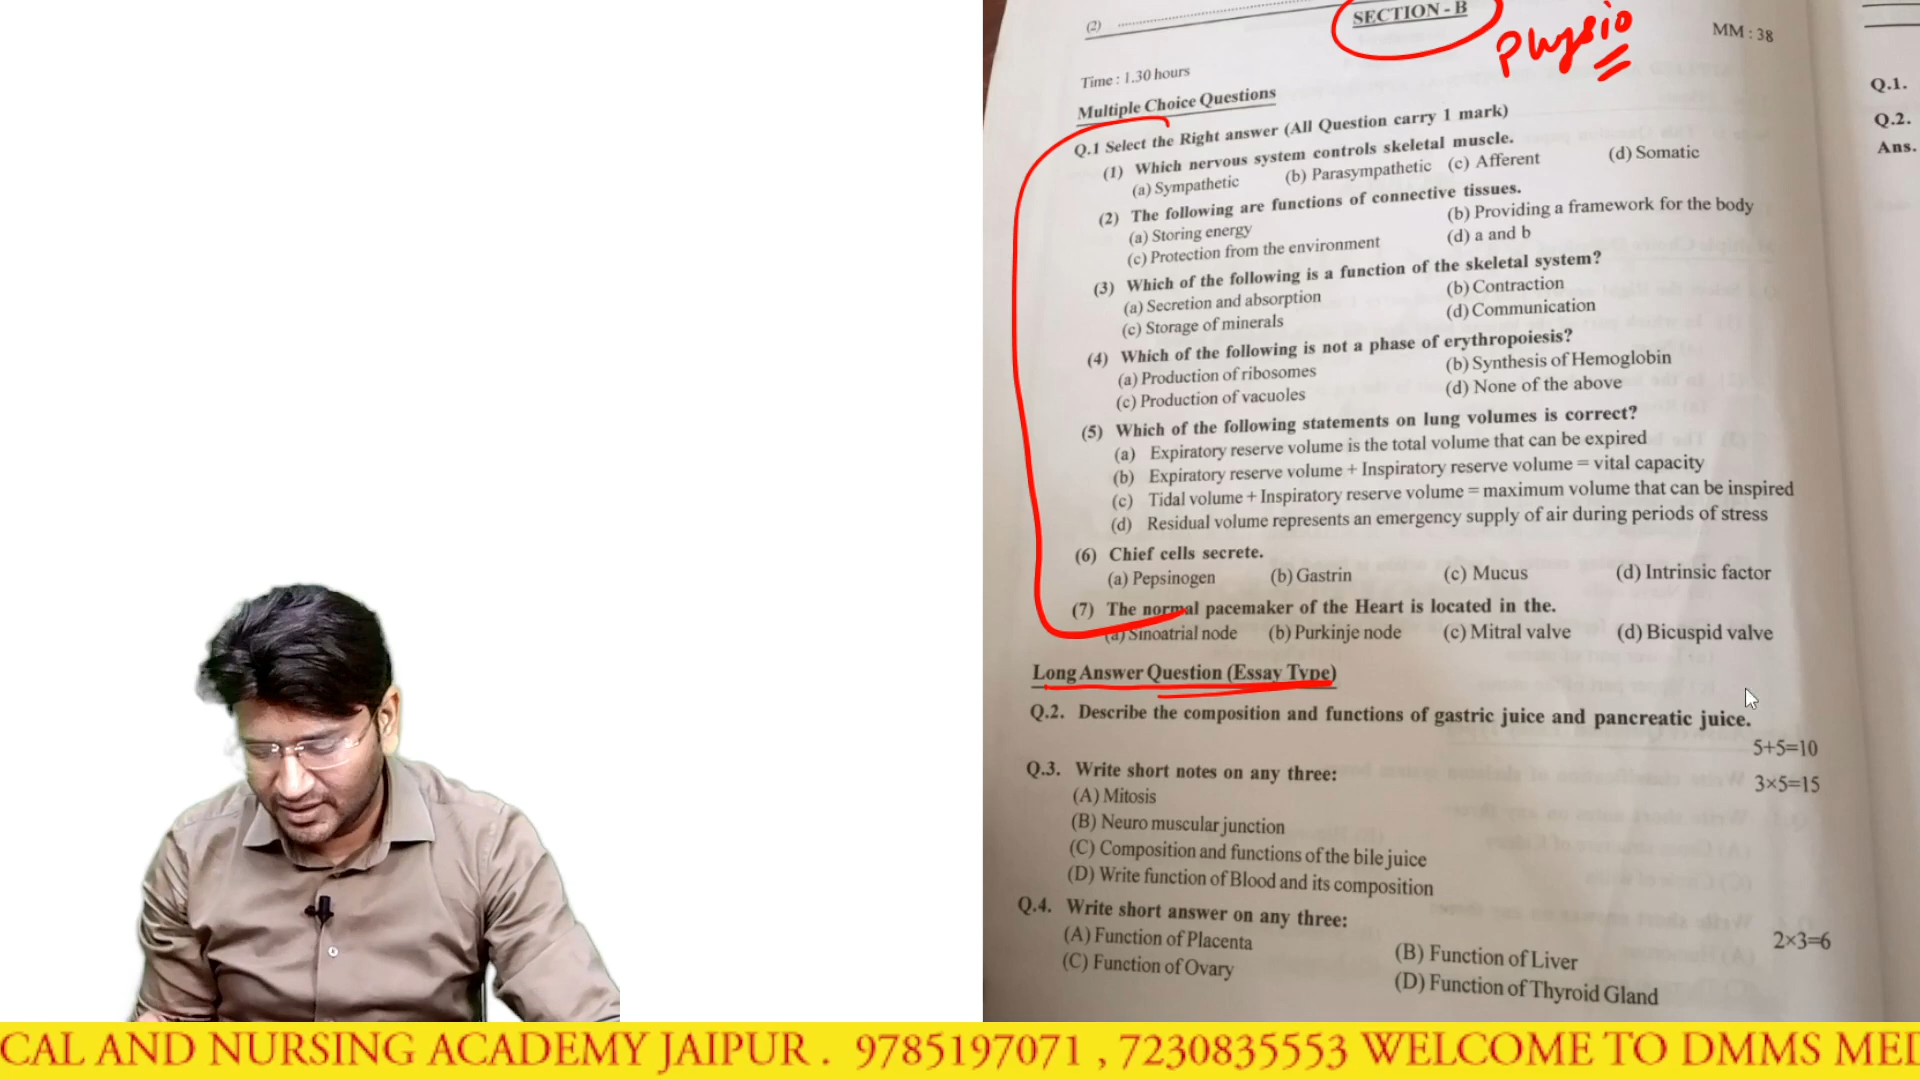 (2)
SECTION - B
Physio
MM : 38
Time : 1.30 hours
Multiple Choice Questions
Q.1 Select the Right answer (All Question carry 1 mark)
(1) Which nervous system controls skeletal muscle.
(a) Sympathetic (b) Parasympathetic (c) Afferent (d) Somatic
(2) The following are functions of connective tissues.
(a) Storing energy (b) Providing a framework for the body
(c) Protection from the environment (d) a and b
(3) Which of the following is a function of the skeletal system?
(a) Secretion and absorption (b) Contraction
(c) Storage of minerals (d) Communication
(4) Which of the following is not a phase of erythropoiesis?
(a) Production of ribosomes (b) Synthesis of Hemoglobin
(c) Production of vacuoles (d) None of the above
(5) Which of the following statements on lung volumes is correct?
(a) Expiratory reserve volume is the total volume that can be expired
(b) Expiratory reserve volume + Inspiratory reserve volume = vital capacity
(c) Tidal volume + Inspiratory reserve volume = maximum volume that can be inspired
(d) Residual volume represents an emergency supply of air during periods of stress
(6) Chief cells secrete.
(a) Pepsinogen (b) Gastrin (c) Mucus (d) Intrinsic factor
(7) The normal pacemaker of the Heart is located in the.
(a) Sinoatrial node (b) Purkinje node (c) Mitral valve (d) Bicuspid valve
Long Answer Question (Essay Type)
Q.2. Describe the composition and functions of gastric juice and pancreatic juice.
5+5=10
Q.3. Write short notes on any three: 3×5=15
(A) Mitosis
(B) Neuro muscular junction
(C) Composition and functions of the bile juice
(D) Write function of Blood and its composition
Q.4. Write short answer on any three: 2×3=6
(A) Function of Placenta (B) Function of Liver
(C) Function of Ovary (D) Function of Thyroid Gland
Q.1.
Q.2.
Ans.
CAL AND NURSING ACADEMY JAIPUR . 9785197071 , 7230835553 WELCOME TO DMMS MED